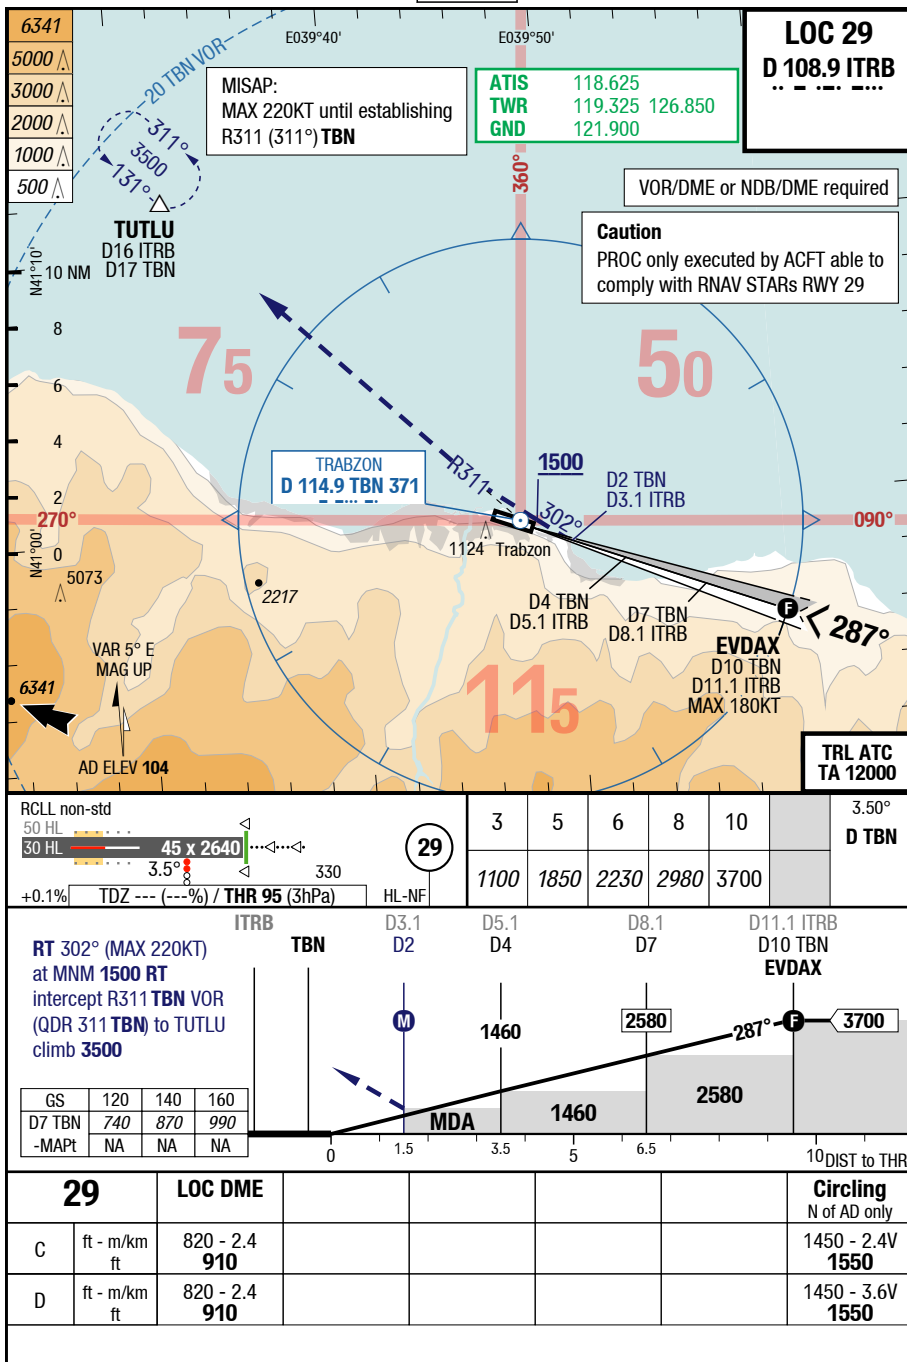 6341
5000
3000
2000
1000
500
20 TBN VOR
E039°40'
E039°50'
LOC 29
D 108.9 ITRB
MISAP:
MAX 220KT until establishing
R311 (311°) TBN
ATIS 118.625
TWR 119.325 126.850
GND 121.900
VOR/DME or NDB/DME required
Caution
PROC only executed by ACFT able to
comply with RNAV STARs RWY 29
311°
3500
131°
TUTLU
D16 ITRB
D17 TBN
360°
N41°10'
10 NM
8
6
4
2
0
N41°00'
75
50
115
270°
090°
TRABZON
D 114.9 TBN 371
R311
1500
302°
D2 TBN
D3.1 ITRB
1124 Trabzon
5073
2217
D4 TBN
D5.1 ITRB
D7 TBN
D8.1 ITRB
287°
EVDAX
D10 TBN
D11.1 ITRB
MAX 180KT
F
VAR 5° E
MAG UP
6341
AD ELEV 104
TRL ATC
TA 12000
RCLL non-std
50 HL
30 HL
45 x 2640
3.5°
330
+0.1%
TDZ --- (---%) / THR 95 (3hPa)
HL-NF
29
3 5 6 8 10
1100 1850 2230 2980 3700
3.50°
D TBN
ITRB D3.1 D5.1 D8.1 D11.1 ITRB
TBN D2 D4 D7 D10 TBN
EVDAX
RT 302° (MAX 220KT)
at MNM 1500 RT
intercept R311 TBN VOR
(QDR 311 TBN) to TUTLU
climb 3500
M
1460
2580
287°
F
3700
MDA
1460
2580
GS 120 140 160
D7 TBN 740 870 990
-MAPt NA NA NA
0 1.5 3.5 5 6.5 10 DIST to THR
29 LOC DME Circling
N of AD only
C ft - m/km 820 - 2.4 1450 - 2.4V
ft 910 1550
D ft - m/km 820 - 2.4 1450 - 3.6V
ft 910 1550